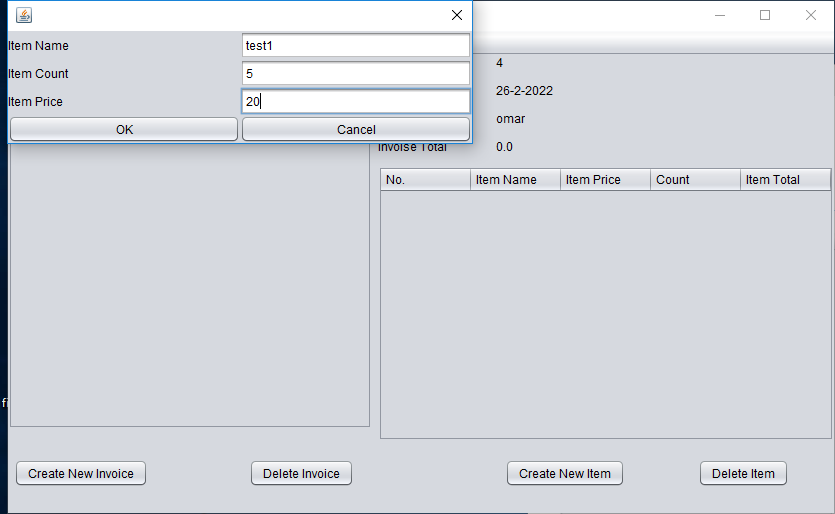 Item Name test1
Item Count 5
Item Price 20
OK Cancel
4
26-2-2022
omar
Invoise Total 0.0
No. Item Name Item Price Count Item Total
Create New Invoice Delete Invoice Create New Item Delete Item